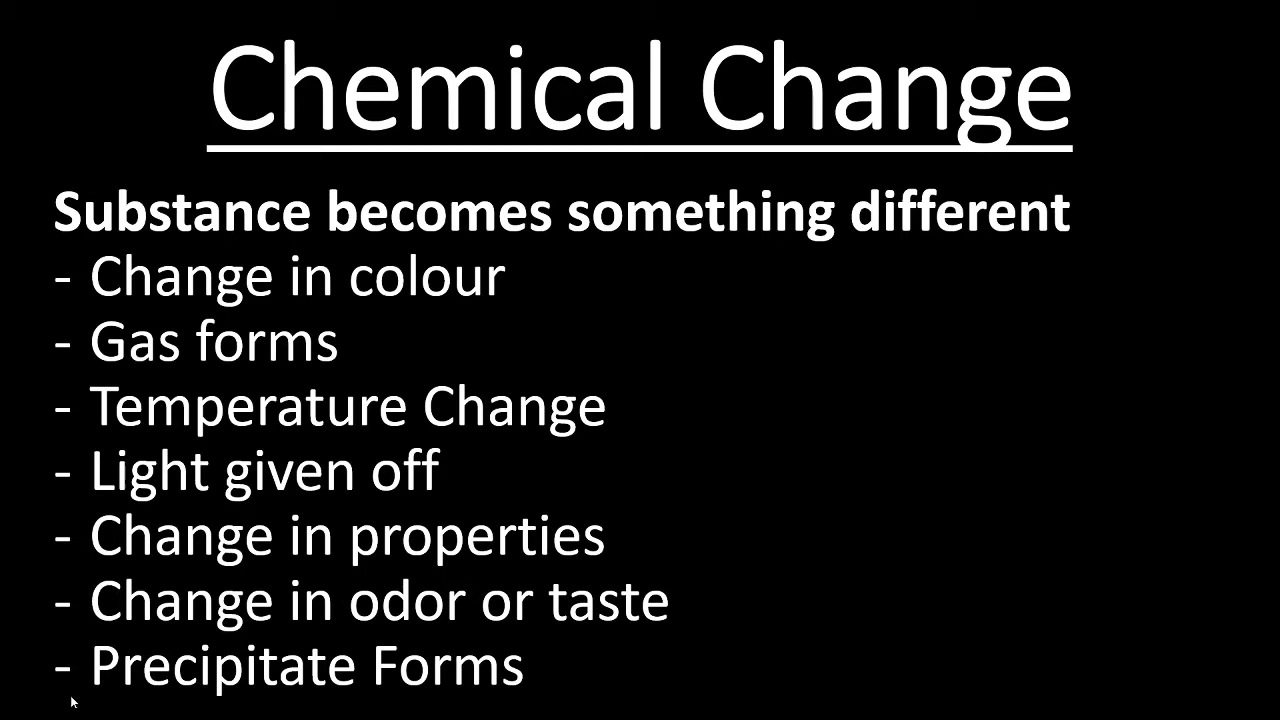 Chemical Change
Substance becomes something different
- Change in colour
- Gas forms
- Temperature Change
- Light given off
- Change in properties
- Change in odor or taste
- Precipitate Forms